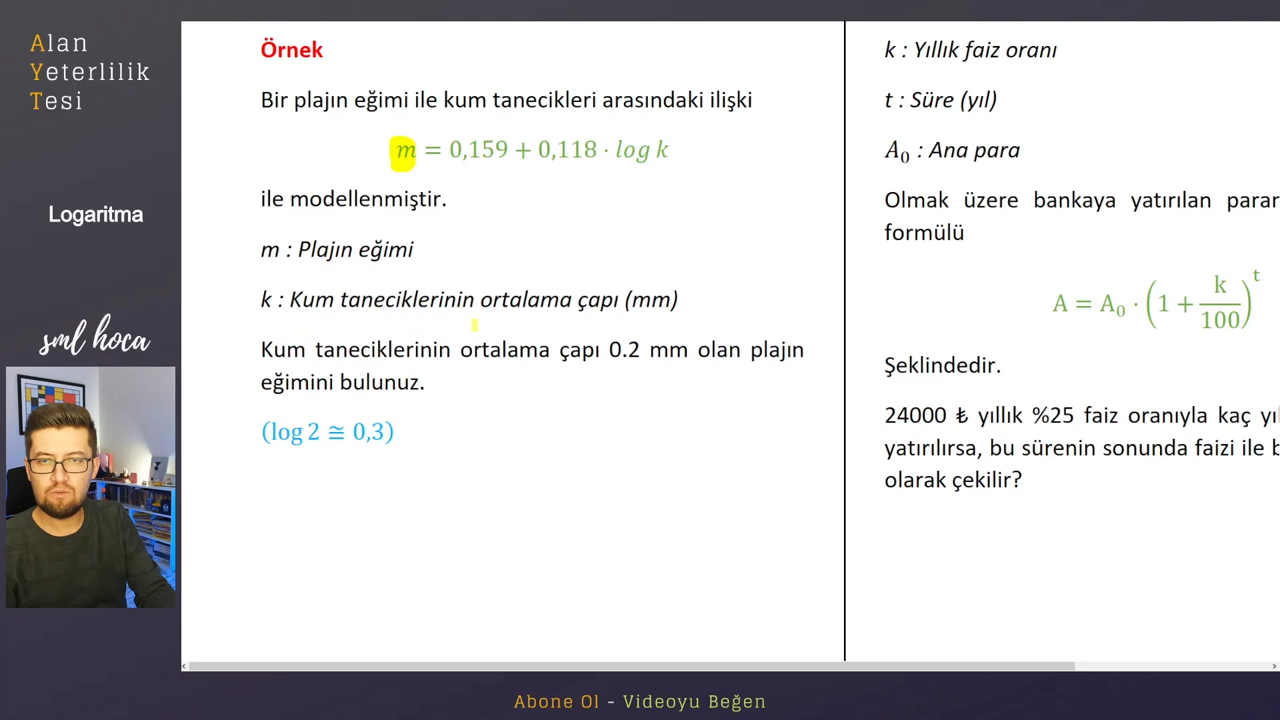 Alan
Yeterlilik
Tesi
Logaritma
sml hoca
Örnek
Bir plajın eğimi ile kum tanecikleri arasındaki ilişki
m = 0,159 + 0,118 · log k
ile modellenmiştir.
m : Plajın eğimi
k : Kum taneciklerinin ortalama çapı (mm)
Kum taneciklerinin ortalama çapı 0.2 mm olan plajın
eğimini bulunuz.
(log 2 ≅ 0,3)
k : Yıllık faiz oranı
t : Süre (yıl)
A₀ : Ana para
Olmak üzere bankaya yatırılan parar
formülü
A = A₀ · (1 + k/100)^t
Şeklindedir.
24000 ₺ yıllık %25 faiz oranıyla kaç yıl
yatırılırsa, bu sürenin sonunda faizi ile b
olarak çekilir?
Abone Ol - Videoyu Beğen